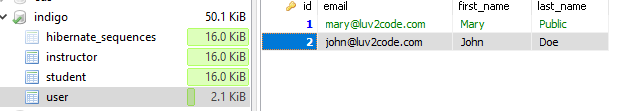 indigo 50.1 KiB
hibernate_sequences 16.0 KiB
instructor 16.0 KiB
student 16.0 KiB
user 2.1 KiB
id email first_name last_name
1 mary@luv2code.com Mary Public
2 john@luv2code.com John Doe